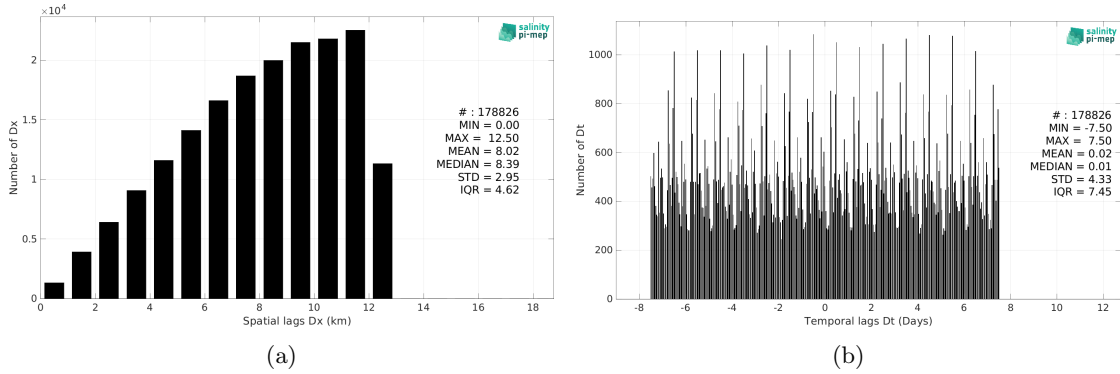 ×10⁴
salinity
pi-mep
2
1.5
1
0.5
0
Number of Dx
# : 178826
MIN = 0.00
MAX = 12.50
MEAN = 8.02
MEDIAN = 8.39
STD = 2.95
IQR = 4.62
0 2 4 6 8 10 12 14 16 18
Spatial lags Dx (km)
(a)
salinity
pi-mep
1000
800
600
400
200
0
Number of Dt
# : 178826
MIN = -7.50
MAX = 7.50
MEAN = 0.02
MEDIAN = 0.01
STD = 4.33
IQR = 7.45
-8 -6 -4 -2 0 2 4 6 8 10 12
Temporal lags Dt (Days)
(b)